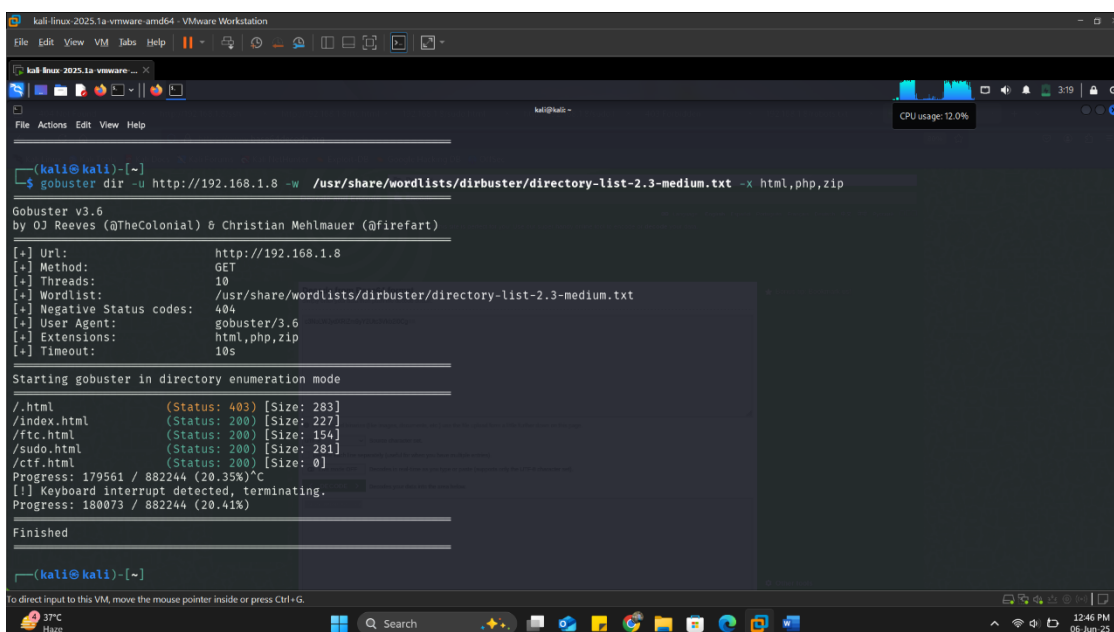 kali-linux-2025.1a-vmware-amd64 - VMware Workstation
File Edit View VM Tabs Help
kali-linux-2025.1a-vmware-...
3:19
kali@kali: ~
CPU usage: 12.0%
File Actions Edit View Help
(kali㉿kali)-[~]
$ gobuster dir -u http://192.168.1.8 -w /usr/share/wordlists/dirbuster/directory-list-2.3-medium.txt -x html,php,zip
Gobuster v3.6
by OJ Reeves (@TheColonial) & Christian Mehlmauer (@firefart)
[+] Url: http://192.168.1.8
[+] Method: GET
[+] Threads: 10
[+] Wordlist: /usr/share/wordlists/dirbuster/directory-list-2.3-medium.txt
[+] Negative Status codes: 404
[+] User Agent: gobuster/3.6
[+] Extensions: html,php,zip
[+] Timeout: 10s
Starting gobuster in directory enumeration mode
/.html (Status: 403) [Size: 283]
/index.html (Status: 200) [Size: 227]
/ftc.html (Status: 200) [Size: 154]
/sudo.html (Status: 200) [Size: 281]
/ctf.html (Status: 200) [Size: 0]
Progress: 179561 / 882244 (20.35%)^C
[!] Keyboard interrupt detected, terminating.
Progress: 180073 / 882244 (20.41%)
Finished
(kali㉿kali)-[~]
To direct input to this VM, move the mouse pointer inside or press Ctrl+G.
4
37°C
Haze
Search
12:46 PM
06-Jun-25